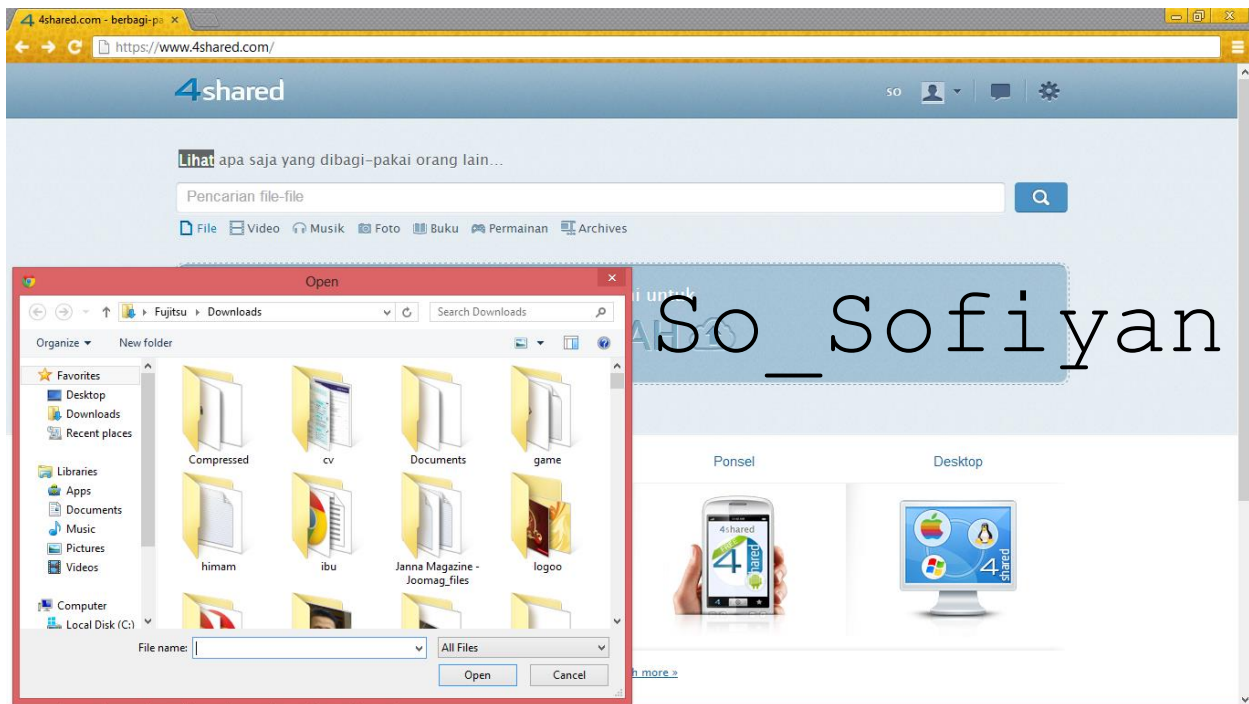 4shared.com - berbagi-pa
https://www.4shared.com/
4shared
so
Lihat apa saja yang dibagi-pakai orang lain...
Pencarian file-file
File Video Musik Foto Buku Permainan Archives
Open
untuk
So_Sofiyan
Fujitsu Downloads
Search Downloads
Organize New folder
Favorites
Desktop
Downloads
Recent places
Libraries
Apps
Documents
Music
Pictures
Videos
Computer
Local Disk (C:)
Compressed cv Documents game
himam ibu Janna Magazine - Joomag_files logoo
File name:
All Files
Open Cancel
Ponsel Desktop
4shared
4shared
4 shared
more »